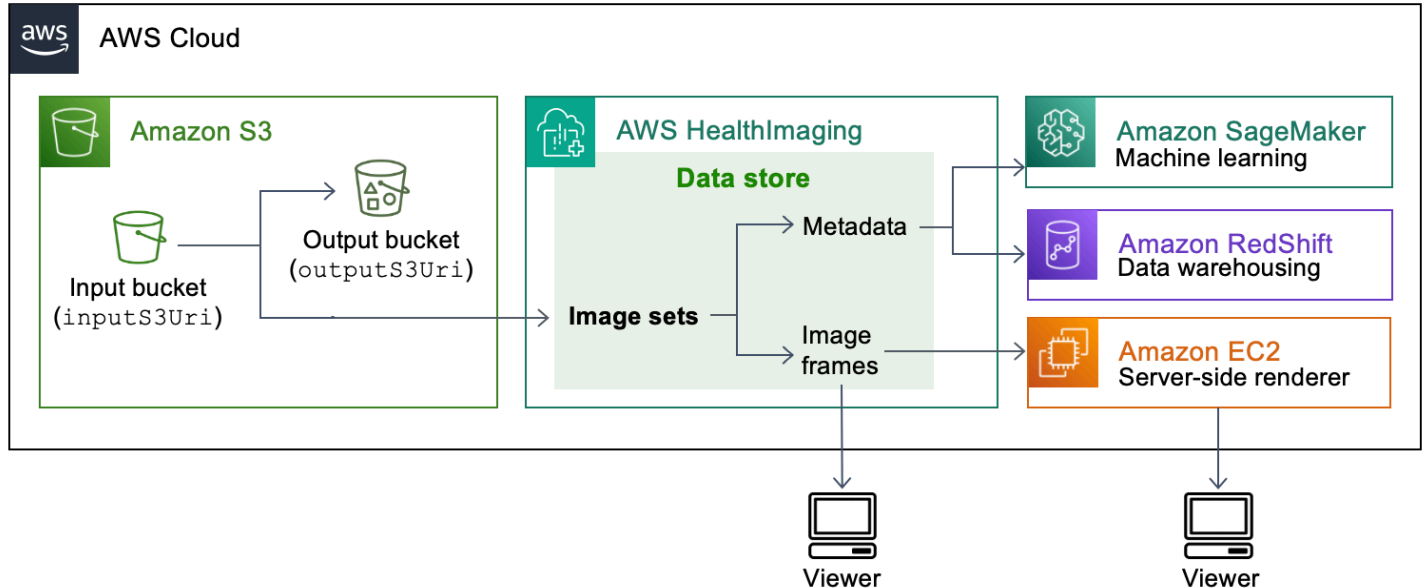 aws
AWS Cloud
Amazon S3
Input bucket
(inputS3Uri)
Output bucket
(outputS3Uri)
AWS HealthImaging
Data store
Image sets
Metadata
Image
frames
Amazon SageMaker
Machine learning
Amazon RedShift
Data warehousing
Amazon EC2
Server-side renderer
Viewer
Viewer